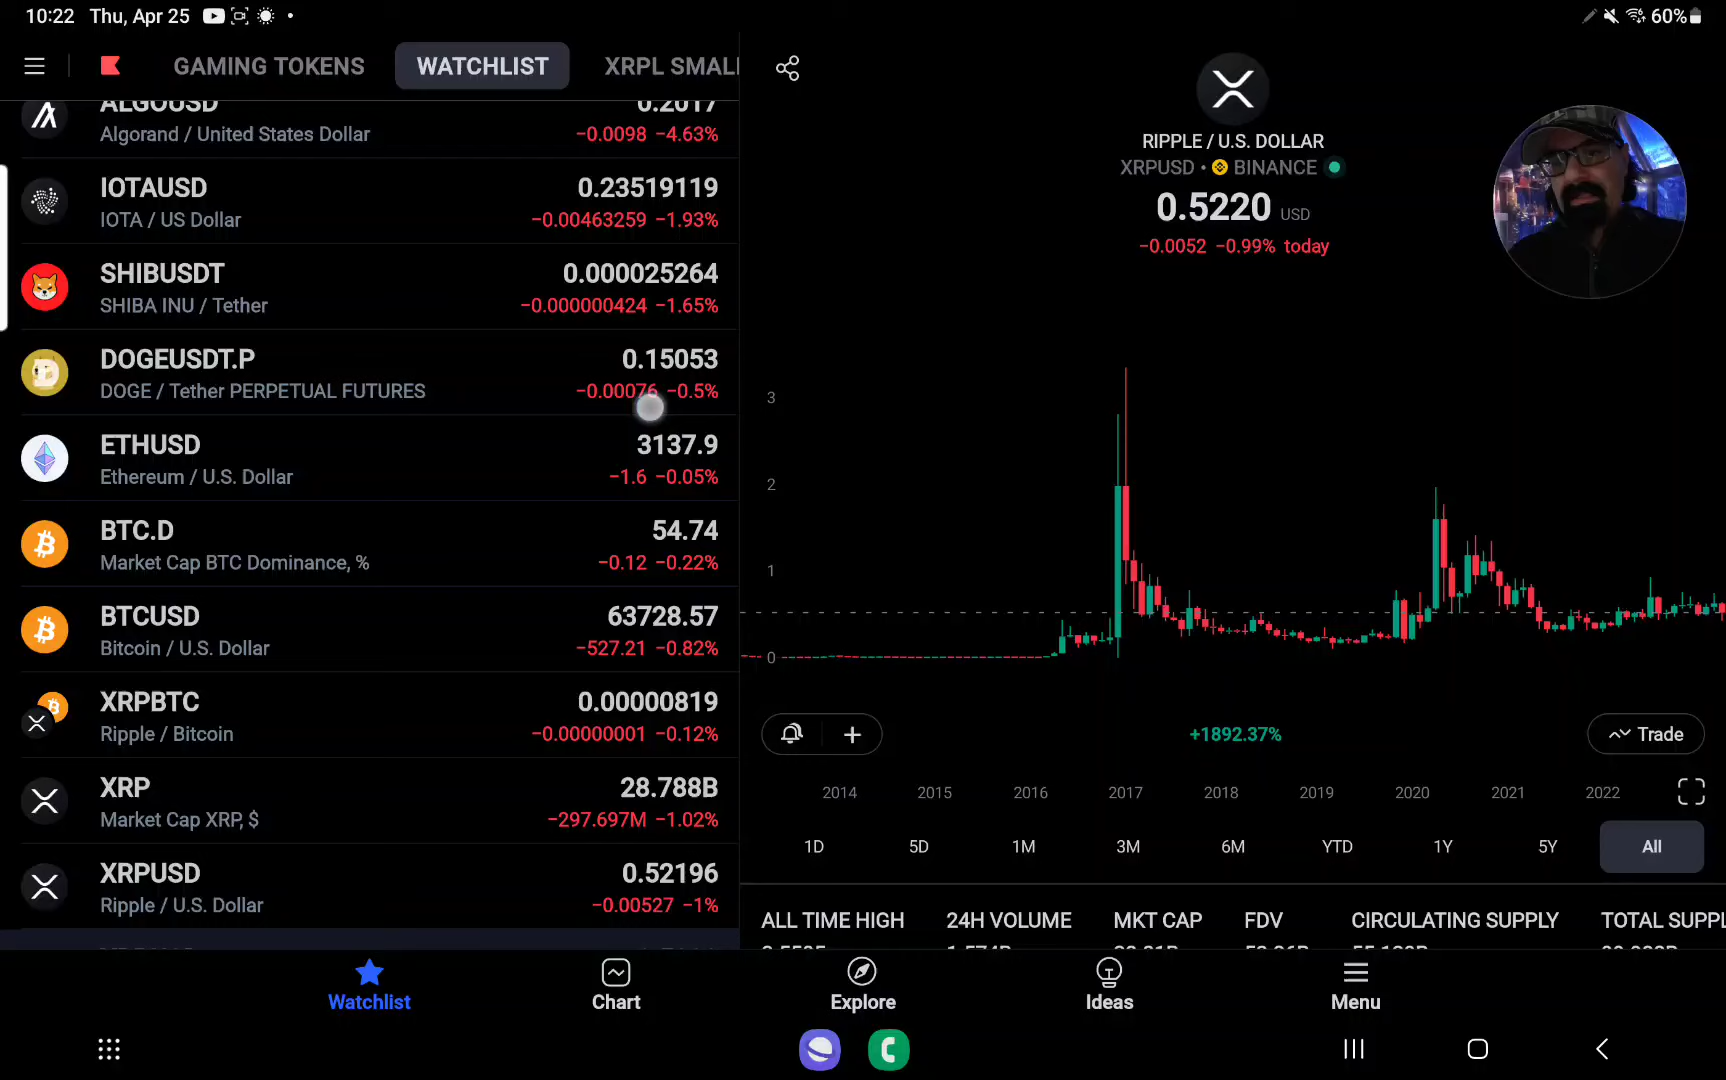 10:22 Thu, Apr 25
60%
GAMING TOKENS WATCHLIST XRPL SMALL
ALGOUSD 0.2017
Algorand / United States Dollar −0.0098 −4.63%
IOTAUSD 0.23519119
IOTA / US Dollar −0.00463259 −1.93%
SHIBUSDT 0.000025264
SHIBA INU / Tether −0.000000424 −1.65%
DOGEUSDT.P 0.15053
DOGE / Tether PERPETUAL FUTURES −0.00076 −0.5%
ETHUSD 3137.9
Ethereum / U.S. Dollar −1.6 −0.05%
BTC.D 54.74
Market Cap BTC Dominance, % −0.12 −0.22%
BTCUSD 63728.57
Bitcoin / U.S. Dollar −527.21 −0.82%
XRPBTC 0.00000819
Ripple / Bitcoin −0.00000001 −0.12%
XRP 28.788B
Market Cap XRP, $ −297.697M −1.02%
XRPUSD 0.52196
Ripple / U.S. Dollar −0.00527 −1%
RIPPLE / U.S. DOLLAR
XRPUSD • BINANCE
0.5220 USD
−0.0052 −0.99% today
3
2
1
0
+1892.37%
Trade
2014 2015 2016 2017 2018 2019 2020 2021 2022
1D 5D 1M 3M 6M YTD 1Y 5Y All
ALL TIME HIGH 24H VOLUME MKT CAP FDV CIRCULATING SUPPLY TOTAL SUPPL
Watchlist Chart Explore Ideas Menu